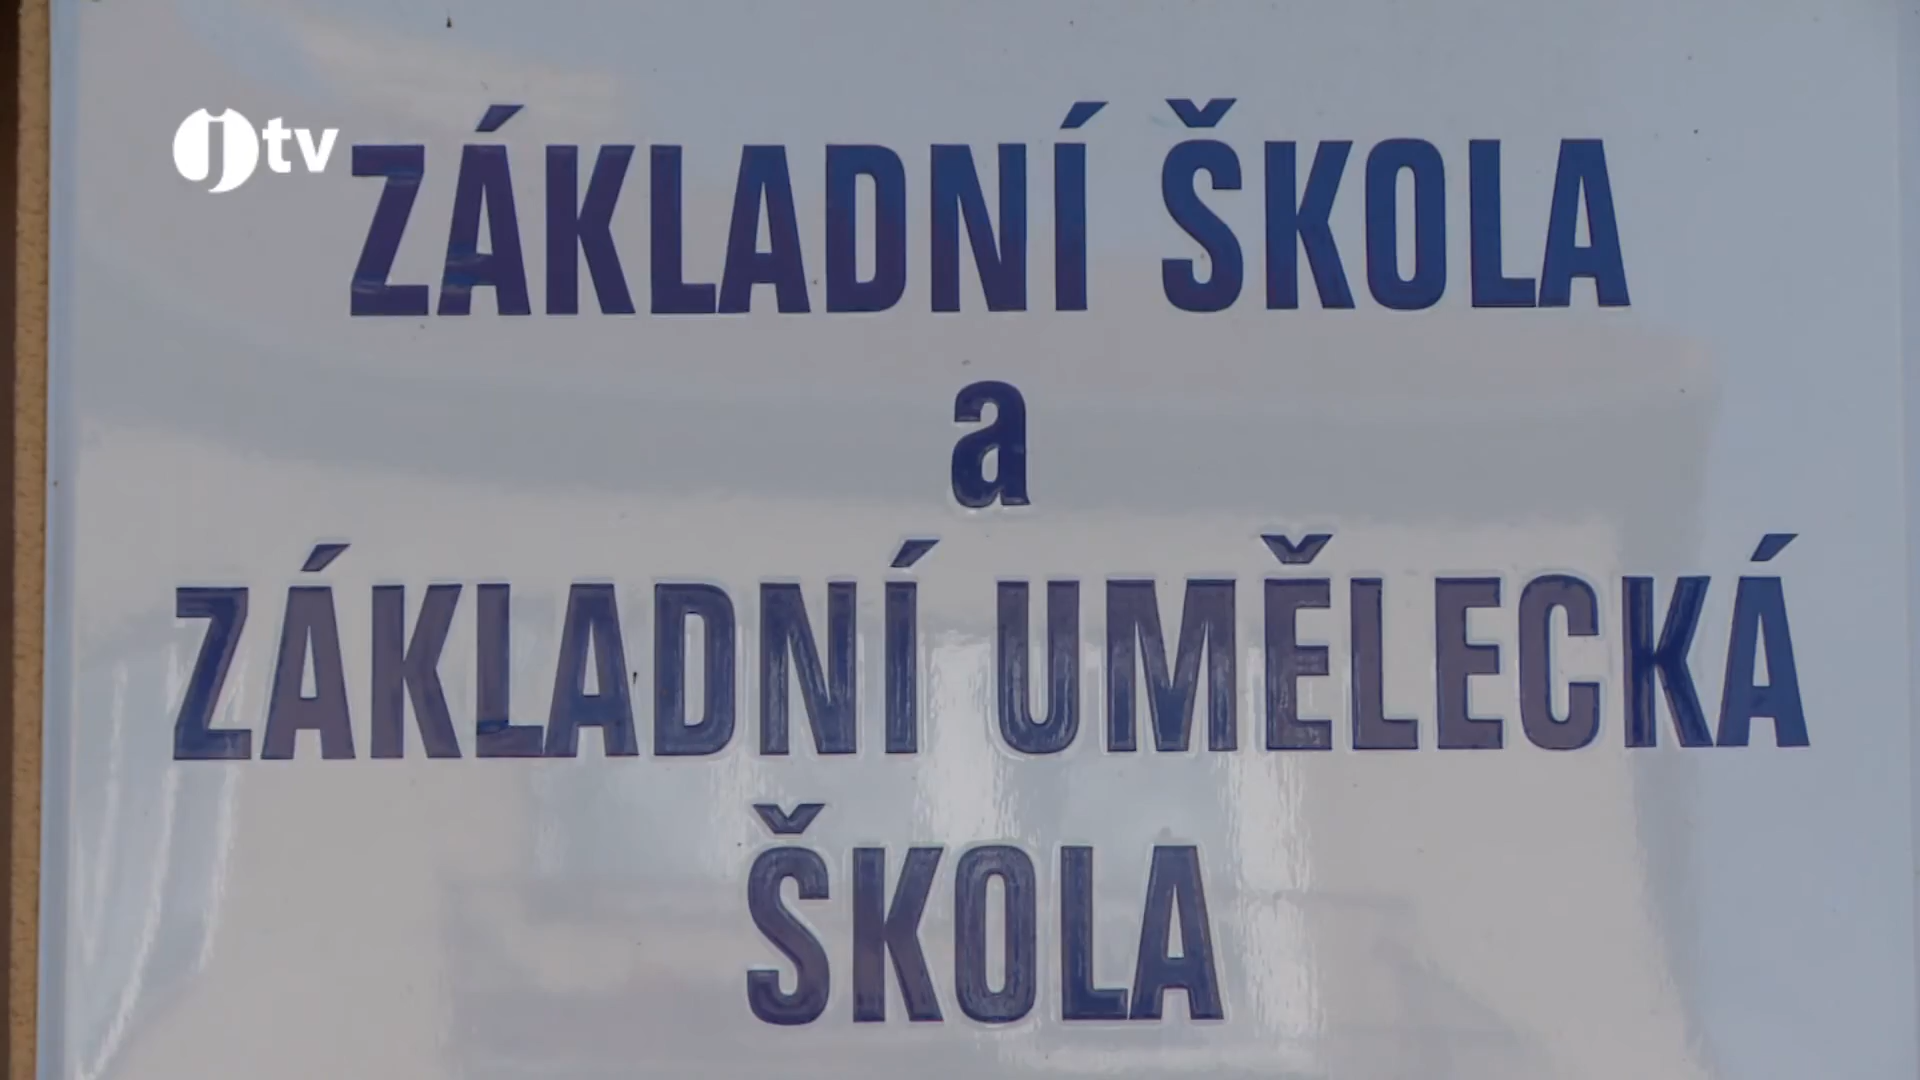 jtv
ZÁKLADNÍ ŠKOLA
a
ZÁKLADNÍ UMĚLECKÁ
ŠKOLA